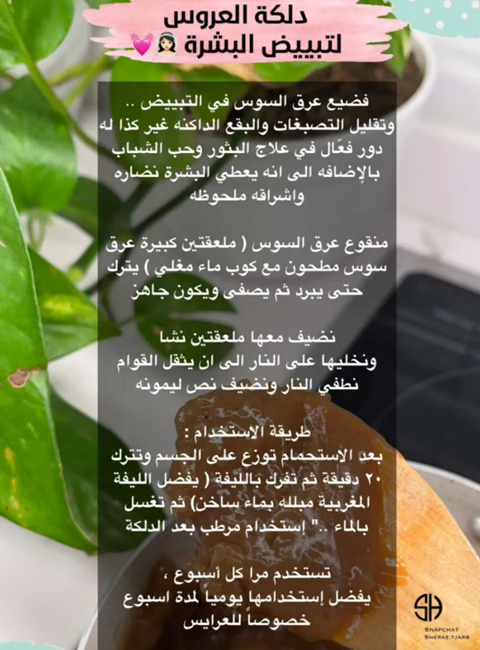 دلكة العروس
لتبييض البشرة 👰🏻💗
فضيع عرق السوس في التبييض ..
وتقليل التصبغات والبقع الداكنه غير كذا له
دور فعّال في علاج البثور وحب الشباب
بالإضافه الى انه يعطي البشرة نضاره
واشراقه ملحوظه
منقوع عرق السوس ( ملعقتين كبيرة عرق
سوس مطحون مع كوب ماء مغلي ) يترك
حتى يبرد ثم يصفى ويكون جاهز
نضيف معها ملعقتين نشا
ونخليها على النار الى ان يثقل القوام
نطفي النار ونضيف نص ليمونه
طريقة الاستخدام :
بعد الاستحمام توزع على الجسم وتترك
٢٠ دقيقة ثم تفرك بالليفة ( يفضل الليفة
المغربية مبلله بماء ساخن) ثم تغسل
بالماء .." إستخدام مرطب بعد الدلكة
تستخدم مرا كل أسبوع ،
يفضل إستخدامها يومياً لمدة اسبوع
خصوصاً للعرايس
SH
SNAPCHAT
SHERAZ.TJARB